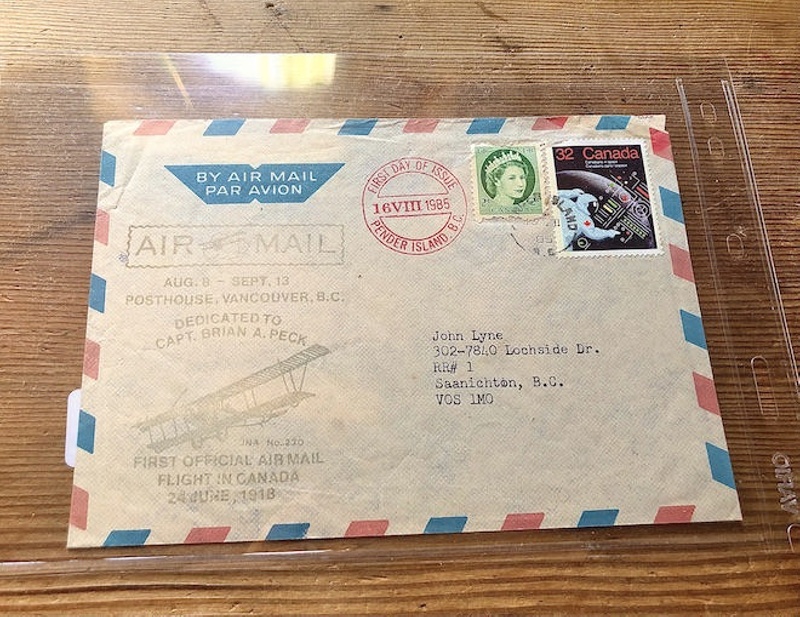 BY AIR MAIL
PAR AVION
FIRST DAY OF ISSUE
16 VIII 1985
PENDER ISLAND, B.C.
CANADA
32 Canada
LAND
AIR MAIL
AUG. 8 - SEPT. 13
POSTHOUSE, VANCOUVER, B.C.
DEDICATED TO
CAPT. BRIAN A. PECK
John Lyne
302-7840 Lochside Dr.
RR# 1
Saanichton, B.C.
V0S 1M0
JNA No. 230
FIRST OFFICIAL AIR MAIL
FLIGHT IN CANADA
24 JUNE, 1918